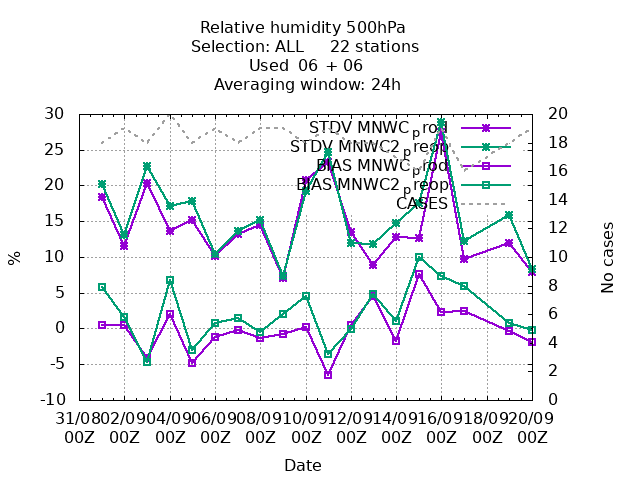 Relative humidity 500hPa
Selection: ALL     22 stations
Used  06 + 06
Averaging window: 24h
30
25
20
15
10
5
0
-5
-10
20
18
16
14
12
10
8
6
4
2
0
STDV MNWC_prod
STDV MNWC2_preop
BIAS MNWC_prod
BIAS MNWC2_preop
CASES
%
No cases
31/08 02/09 04/09 06/09 08/09 10/09 12/09 14/09 16/09 18/09 20/09
00Z 00Z 00Z 00Z 00Z 00Z 00Z 00Z 00Z 00Z 00Z
Date